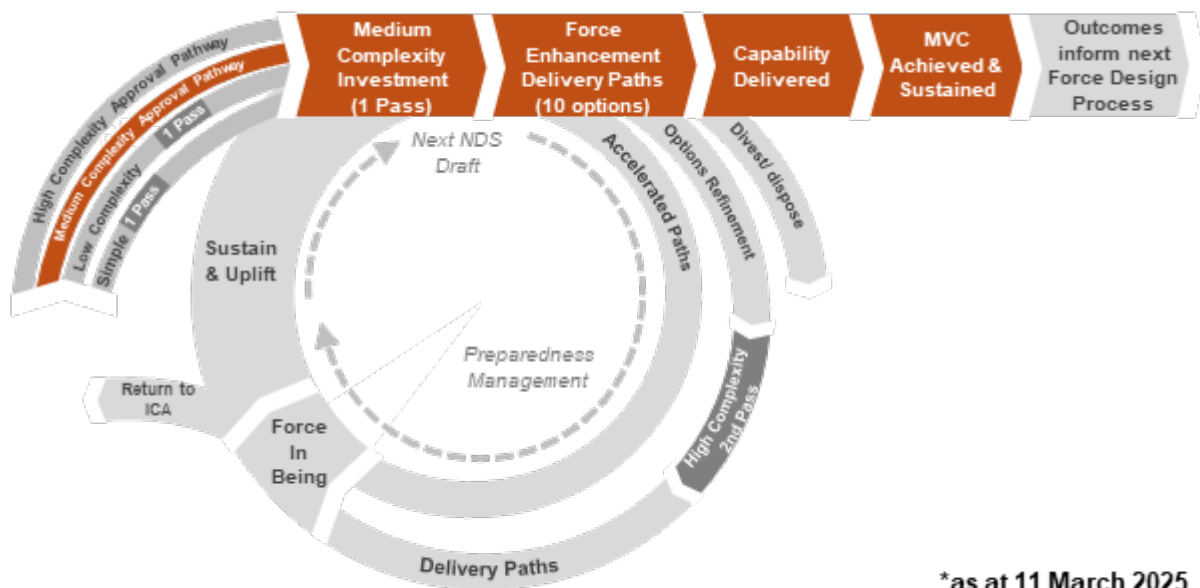 Medium
Complexity
Investment
(1 Pass)
Force
Enhancement
Delivery Paths
(10 options)
Capability
Delivered
MVC
Achieved &
Sustained
Outcomes
inform next
Force Design
Process
High Complexity Approval Pathway
Medium Complexity Approval Pathway
Low Complexity 1 Pass
Simple 1 Pass
Next NDS
Draft
Accelerated Paths
Options Refinement
Divest/ dispose
Sustain
& Uplift
Preparedness
Management
High Complexity
2nd Pass
Return to
ICA
Force
In
Being
Delivery Paths
*as at 11 March 2025